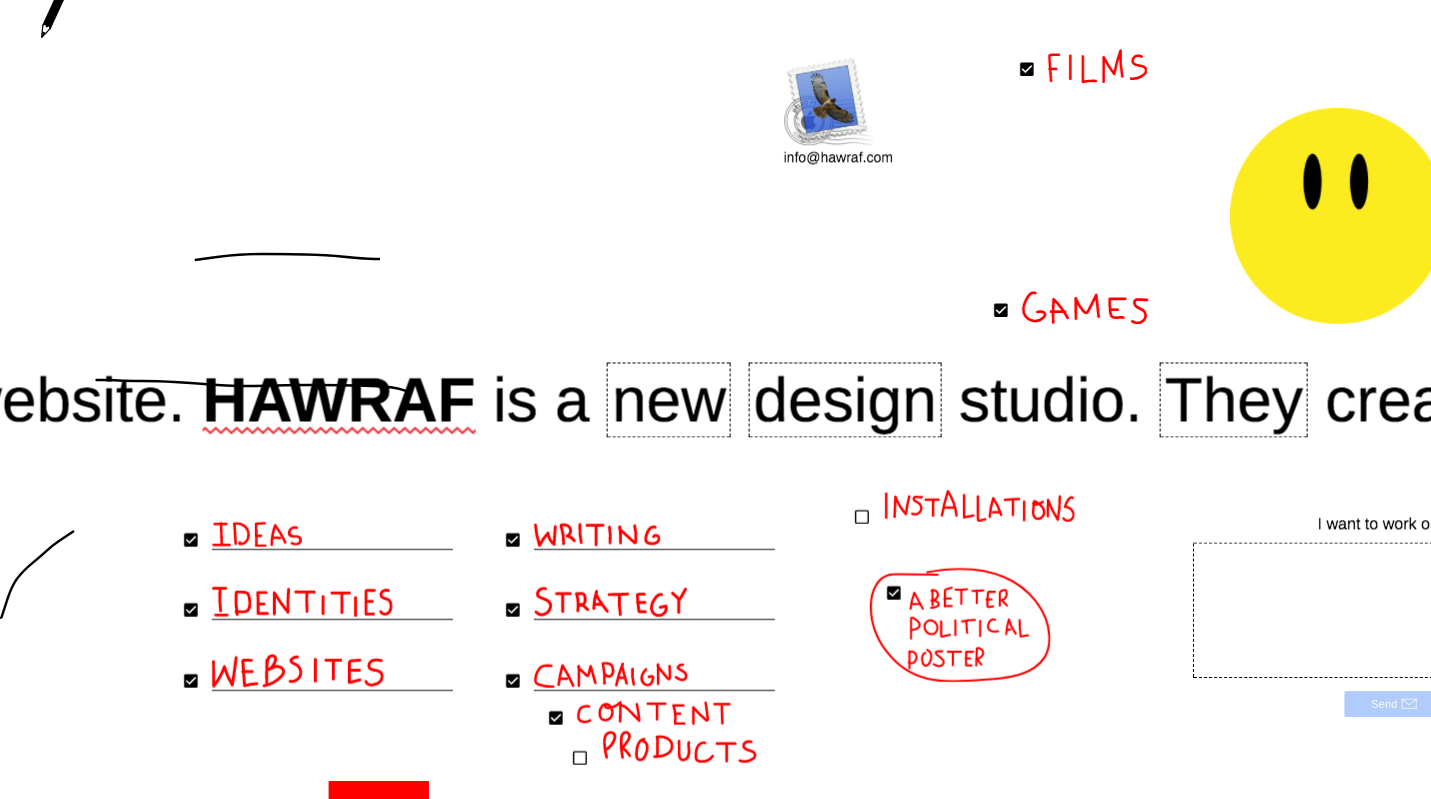 FILMS
info@hawraf.com
GAMES
ebsite. HAWRAF is a new design studio. They crea
INSTALLATIONS
I want to work o
IDEAS
WRITING
IDENTITIES
STRATEGY
A BETTER
POLITICAL
POSTER
WEBSITES
CAMPAIGNS
CONTENT
PRODUCTS
Send